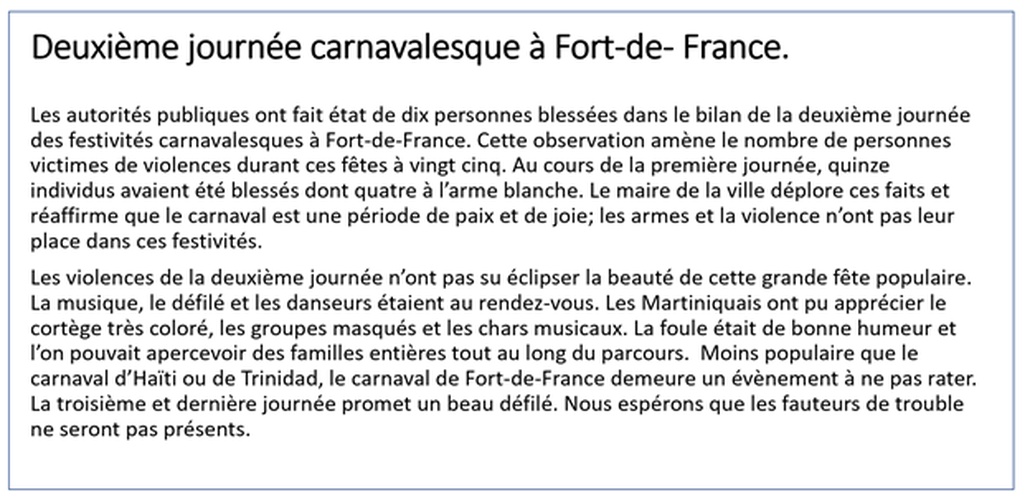 Deuxième journée carnavalesque à Fort-de- France.
Les autorités publiques ont fait état de dix personnes blessées dans le bilan de la deuxième journée
des festivités carnavalesques à Fort-de-France. Cette observation amène le nombre de personnes
victimes de violences durant ces fêtes à vingt cinq. Au cours de la première journée, quinze
individus avaient été blessés dont quatre à l’arme blanche. Le maire de la ville déplore ces faits et
réaffirme que le carnaval est une période de paix et de joie; les armes et la violence n’ont pas leur
place dans ces festivités.
Les violences de la deuxième journée n’ont pas su éclipser la beauté de cette grande fête populaire.
La musique, le défilé et les danseurs étaient au rendez-vous. Les Martiniquais ont pu apprécier le
cortège très coloré, les groupes masqués et les chars musicaux. La foule était de bonne humeur et
l’on pouvait apercevoir des familles entières tout au long du parcours.  Moins populaire que le
carnaval d’Haïti ou de Trinidad, le carnaval de Fort-de-France demeure un évènement à ne pas rater.
La troisième et dernière journée promet un beau défilé. Nous espérons que les fauteurs de trouble
ne seront pas présents.